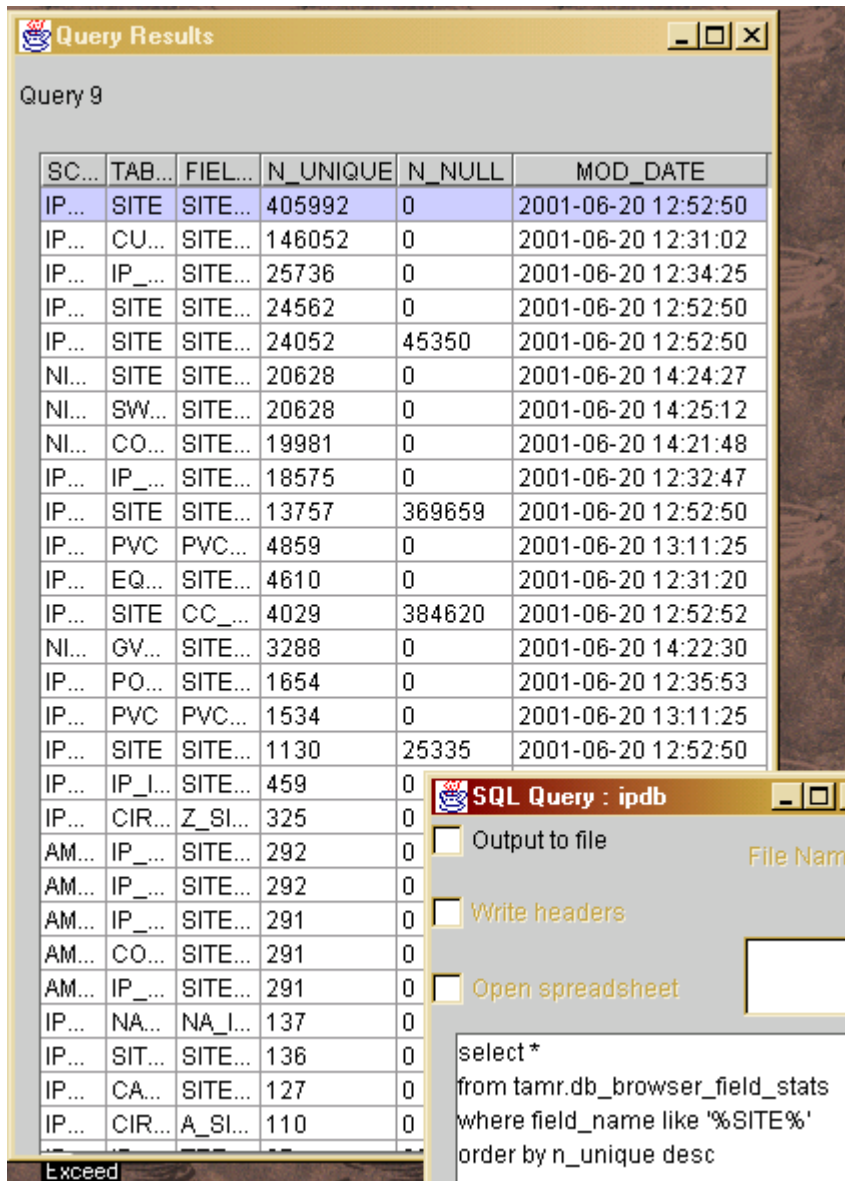 Query Results
Query 9
SC... TAB... FIEL... N_UNIQUE N_NULL MOD_DATE
IP... SITE SITE... 405992 0 2001-06-20 12:52:50
IP... CU... SITE... 146052 0 2001-06-20 12:31:02
IP... IP_... SITE... 25736 0 2001-06-20 12:34:25
IP... SITE SITE... 24562 0 2001-06-20 12:52:50
IP... SITE SITE... 24052 45350 2001-06-20 12:52:50
NI... SITE SITE... 20628 0 2001-06-20 14:24:27
NI... SW... SITE... 20628 0 2001-06-20 14:25:12
NI... CO... SITE... 19981 0 2001-06-20 14:21:48
IP... IP_... SITE... 18575 0 2001-06-20 12:32:47
IP... SITE SITE... 13757 369659 2001-06-20 12:52:50
IP... PVC PVC... 4859 0 2001-06-20 13:11:25
IP... EQ... SITE... 4610 0 2001-06-20 12:31:20
IP... SITE CC_... 4029 384620 2001-06-20 12:52:52
NI... GV... SITE... 3288 0 2001-06-20 14:22:30
IP... PO... SITE... 1654 0 2001-06-20 12:35:53
IP... PVC PVC... 1534 0 2001-06-20 13:11:25
IP... SITE SITE... 1130 25335 2001-06-20 12:52:50
IP... IP_I... SITE... 459 0
IP... CIR... Z_SI... 325 0
AM... IP_... SITE... 292 0
AM... IP_... SITE... 292 0
AM... IP_... SITE... 291 0
AM... CO... SITE... 291 0
AM... IP_... SITE... 291 0
IP... NA... NA_I... 137 0
IP... SIT... SITE... 136 0
IP... CA... SITE... 127 0
IP... CIR... A_SI... 110 0
Exceed
SQL Query : ipdb
Output to file
File Nam
Write headers
Open spreadsheet
select *
from tamr.db_browser_field_stats
where field_name like '%SITE%'
order by n_unique desc